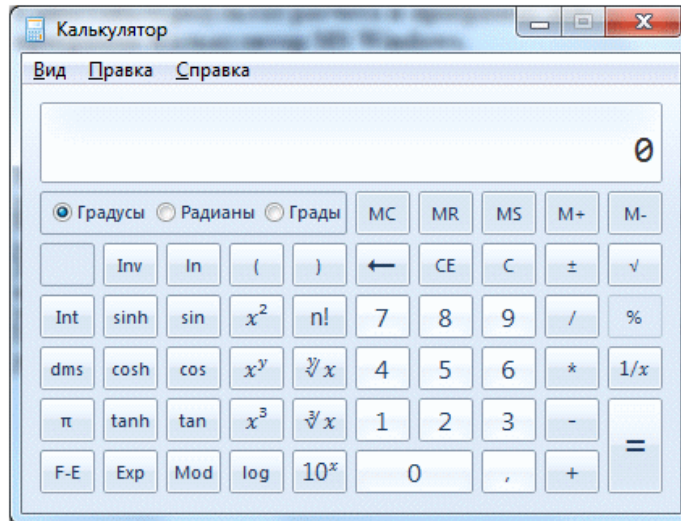 Калькулятор
Вид Правка Справка
0
Градусы Радианы Грады MC MR MS M+ M-
Inv ln ( ) ← CE C ± √
Int sinh sin x² n! 7 8 9 / %
dms cosh cos xʸ ʸ√x 4 5 6 * 1/x
π tanh tan x³ ³√x 1 2 3 - =
F-E Exp Mod log 10ˣ 0 , +